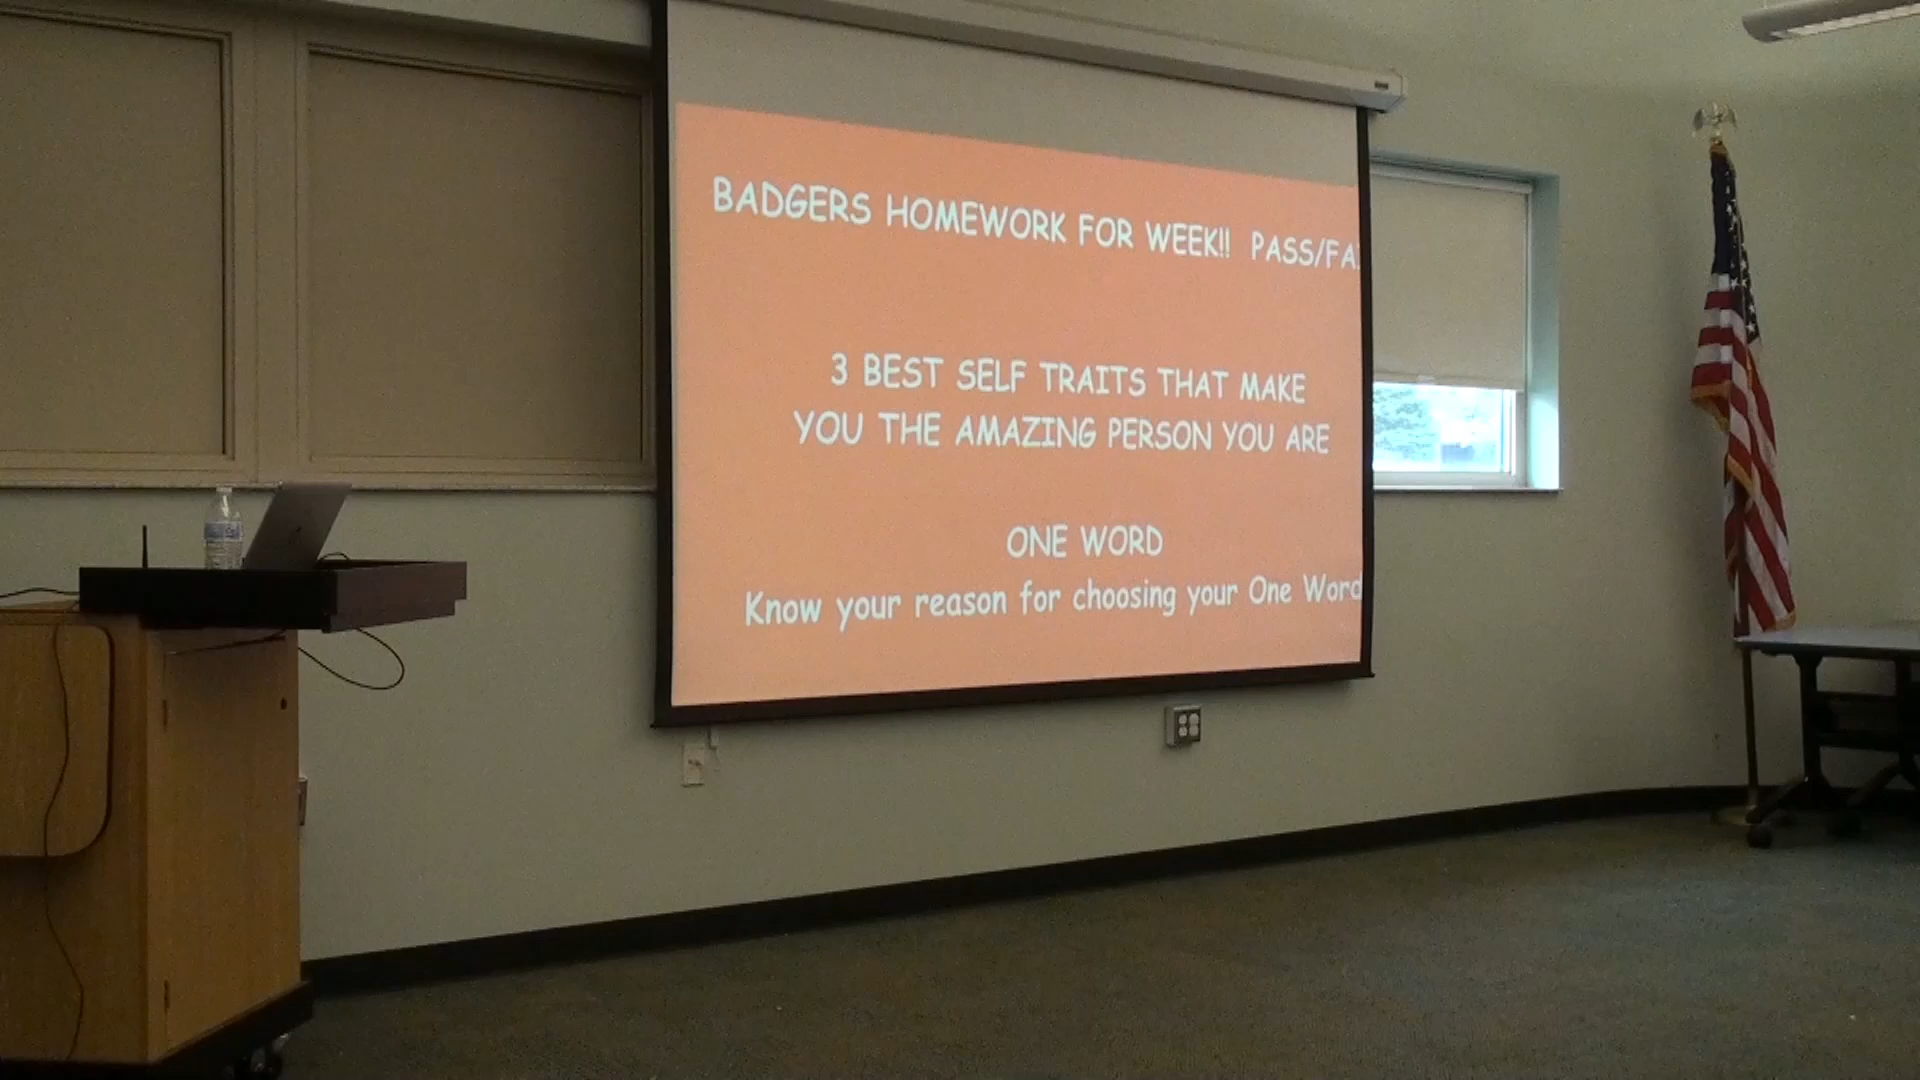 BADGERS HOMEWORK FOR WEEK!! PASS/FA
3 BEST SELF TRAITS THAT MAKE
YOU THE AMAZING PERSON YOU ARE
ONE WORD
Know your reason for choosing your One Word